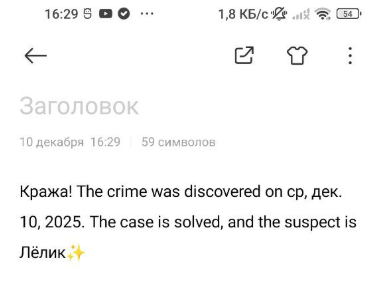 16:29 ... 1,8 КБ/с 54
Заголовок
10 декабря 16:29 | 59 символов
Кража! The crime was discovered on ср, дек.
10, 2025. The case is solved, and the suspect is
Лёлик✨